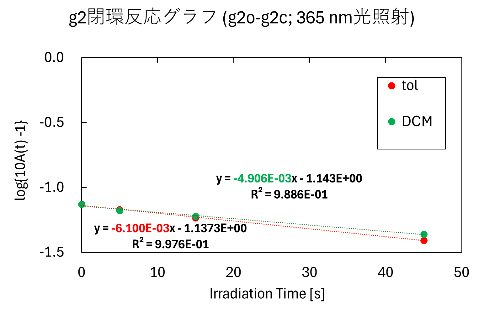 g2閉環反応グラフ (g2o-g2c; 365 nm光照射)
0.0
-0.5
-1.0
-1.5
log{10A(t) -1}
tol
DCM
y = -4.906E-03x - 1.143E+00
R² = 9.886E-01
y = -6.100E-03x - 1.1373E+00
R² = 9.976E-01
0 10 20 30 40 50
Irradiation Time [s]